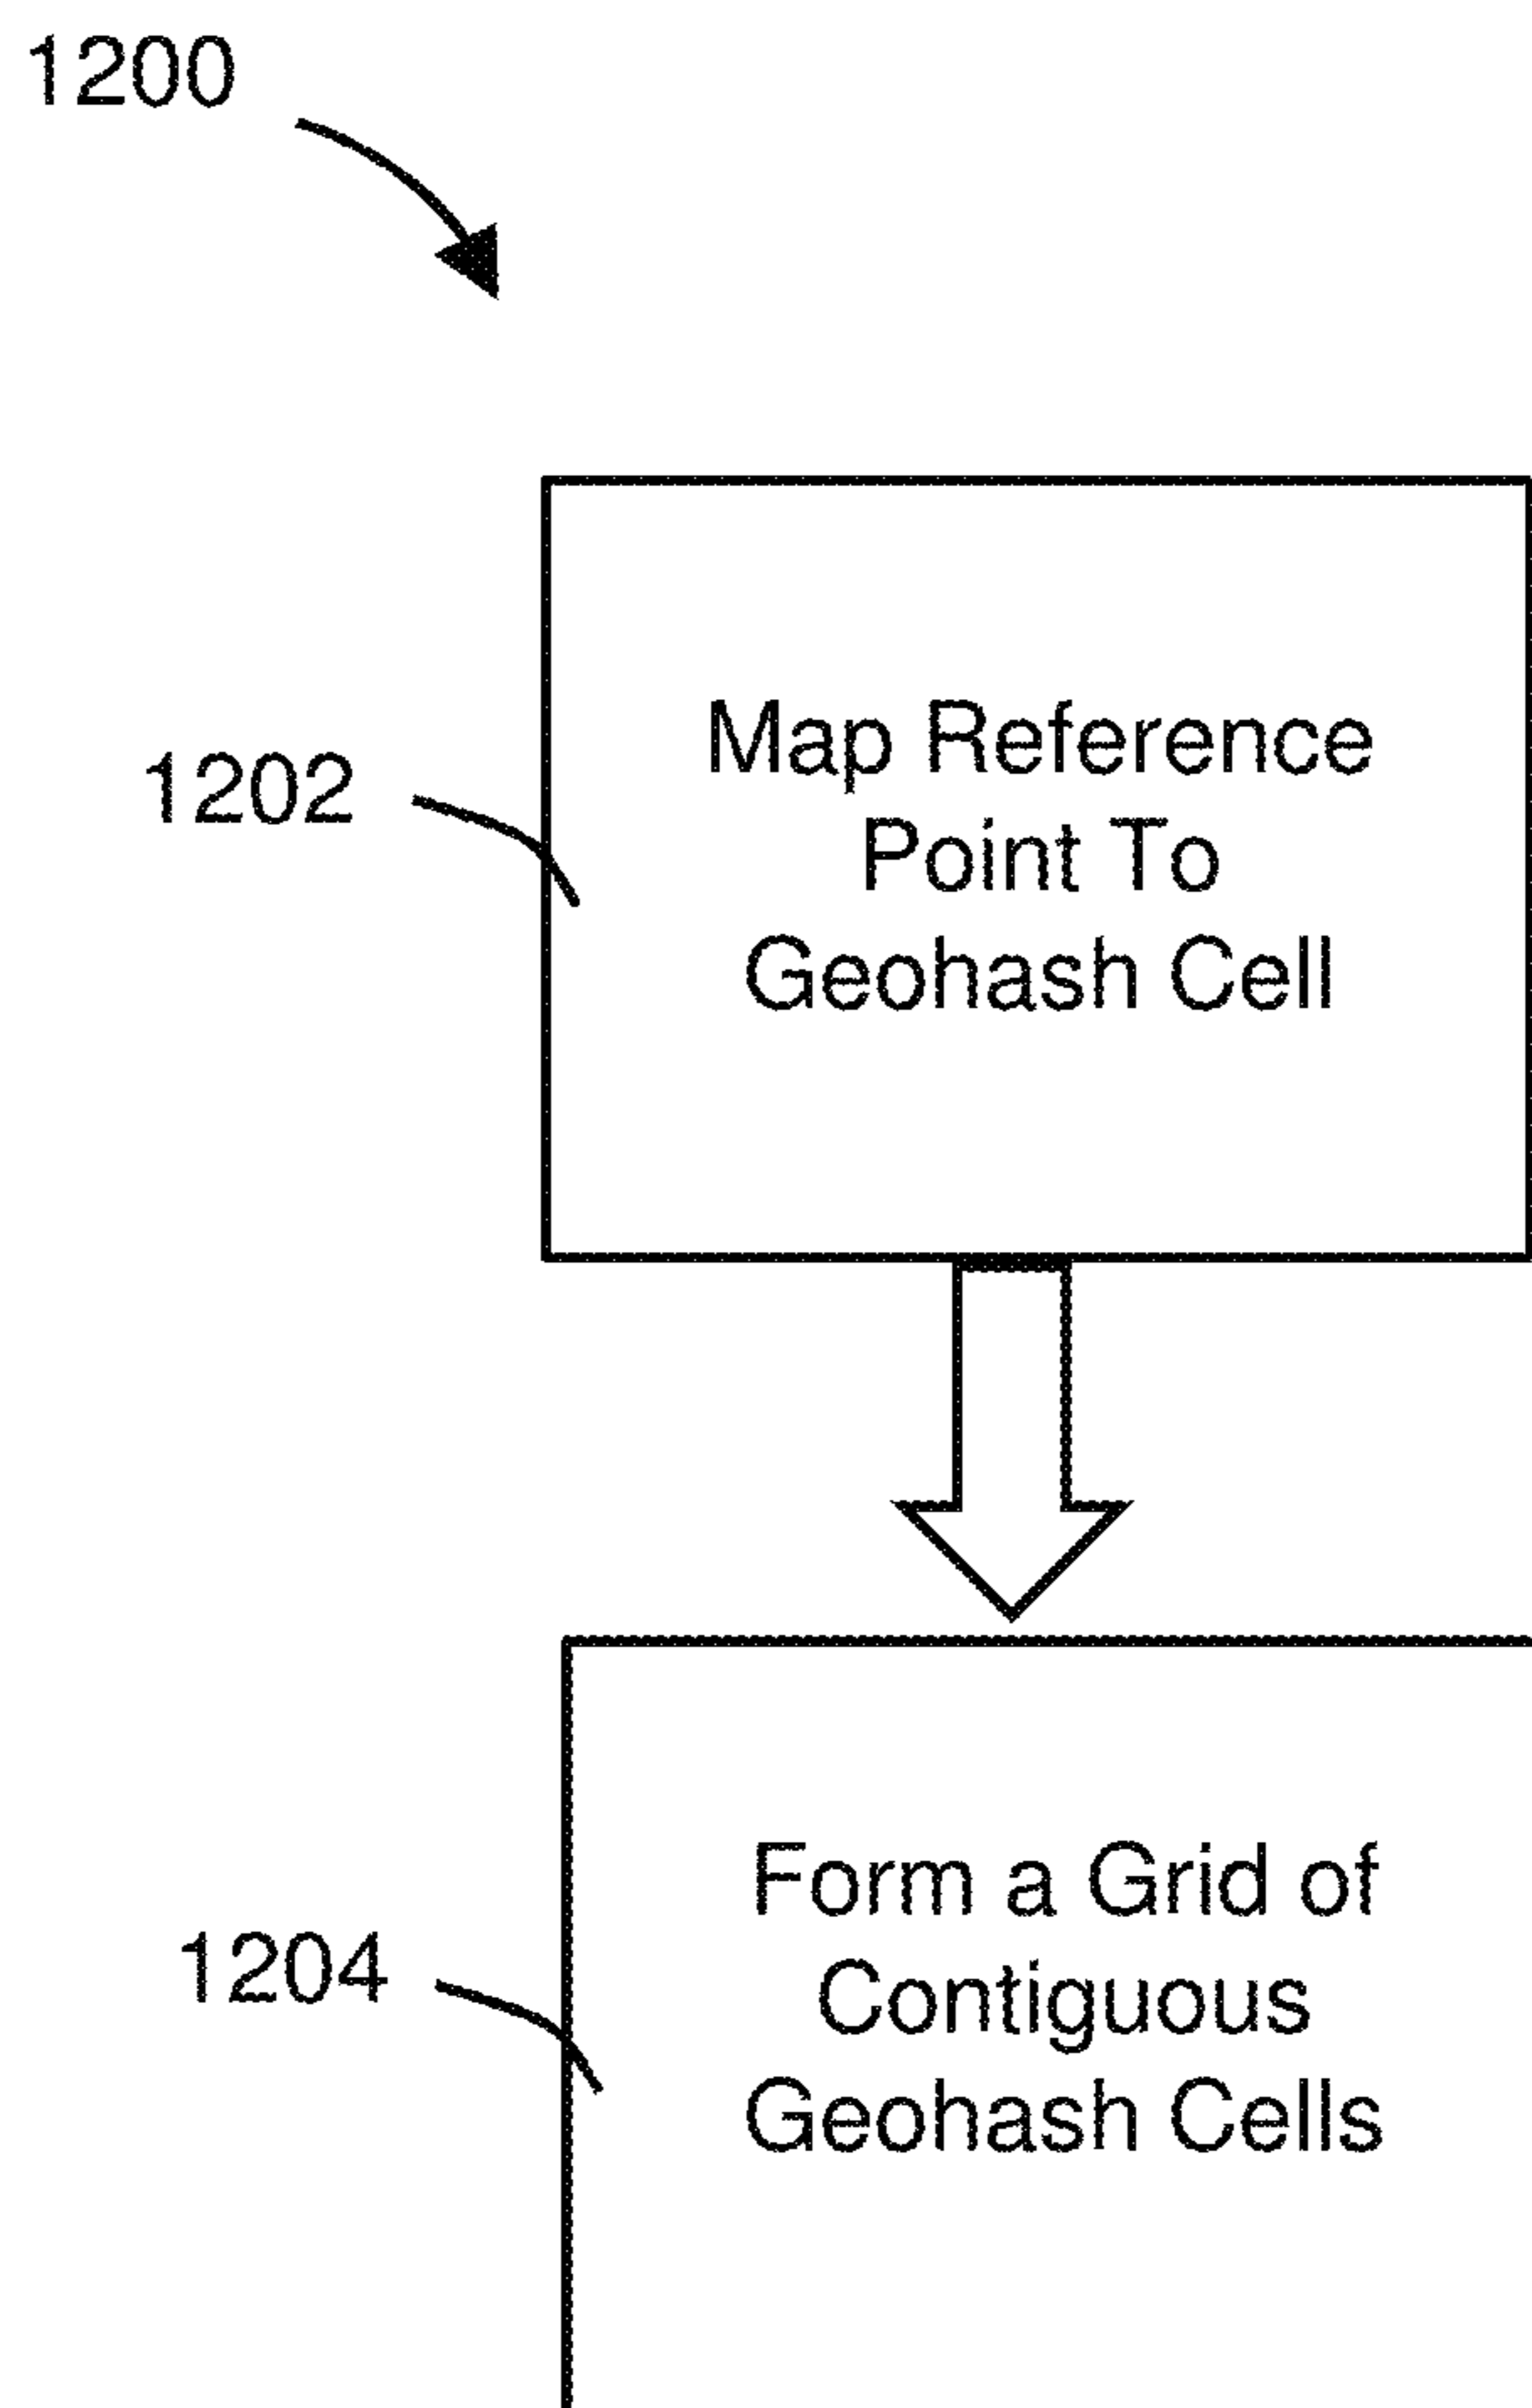 1200
1202
Map Reference
Point To
Geohash Cell
1204
Form a Grid of
Contiguous
Geohash Cells